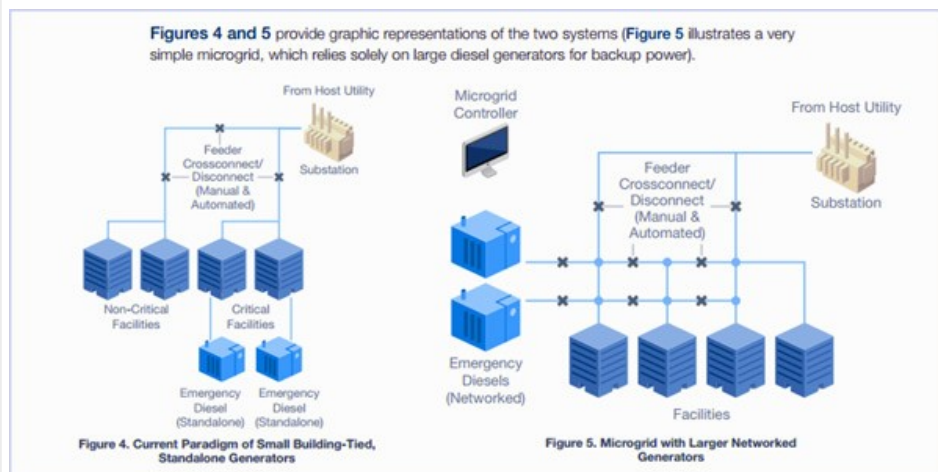 Figures 4 and 5 provide graphic representations of the two systems (Figure 5 illustrates a very
simple microgrid, which relies solely on large diesel generators for backup power).
From Host Utility
Feeder
Crossconnect/
Disconnect
(Manual &
Automated)
Substation
Non-Critical
Facilities
Critical
Facilities
Emergency
Diesel
(Standalone)
Emergency
Diesel
(Standalone)
Figure 4. Current Paradigm of Small Building-Tied,
Standalone Generators
Microgrid
Controller
From Host Utility
Feeder
Crossconnect/
Disconnect
(Manual &
Automated)
Substation
Emergency
Diesels
(Networked)
Facilities
Figure 5. Microgrid with Larger Networked
Generators